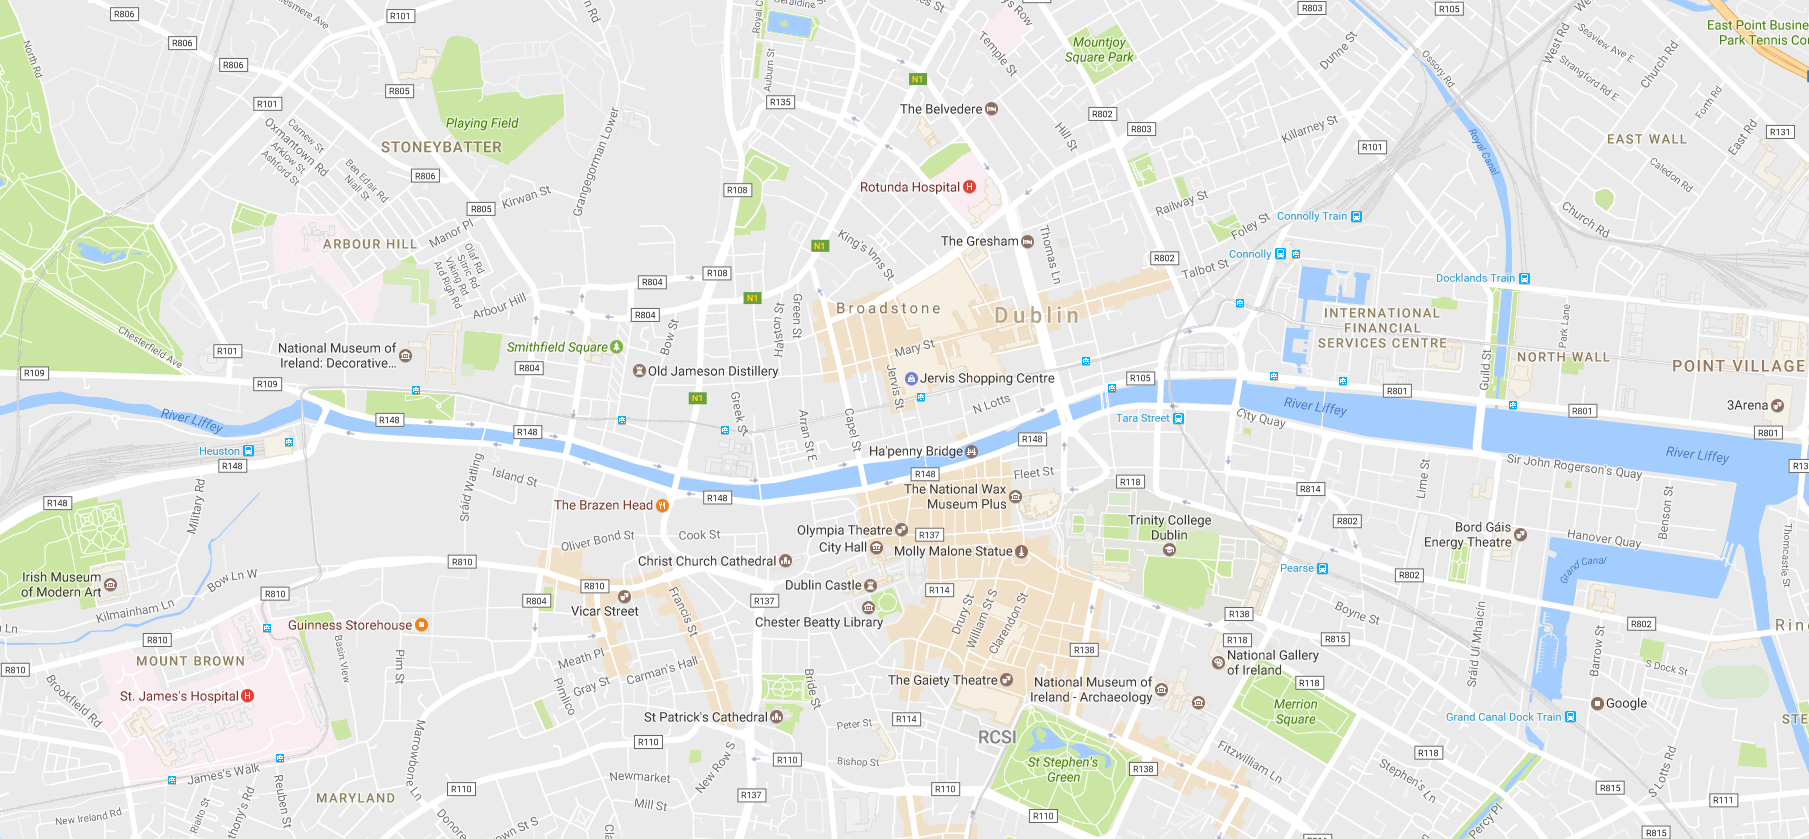 R806
esmere Ave
R101
Royal C
Geraldine St
es St
ys Row
R803
R105
East Point Busine
Park Tennis Cou
R806
North Rd
R806
R805
R101
Auburn St
R135
N1
Temple St
Mountjoy
Square Park
Dunne St
Ossory Rd
West Rd
Seaview Ave E
Strangford Rd E
Church Rd
Forth Rd
The Belvedere
R802
R803
Hill St
Killarney St
R101
Royal Canal
EAST WALL
East Rd
R131
Caledon Rd
Playing Field
STONEYBATTER
Carnew St
Oxmantown Rd
Arklow St
Ashford St
Ben Edair Rd
Niall St
R806
R805
Kirwan St
Grangegorman Lower
R108
Rotunda Hospital
Railway St
Foley St
Connolly Train
Church Rd
ARBOUR HILL
Manor Pl
Olaf Rd
Sitric Rd
Viking Rd
Ard Righ Rd
Arbour Hill
N1
King's Inns St
The Gresham
Thomas Ln
R802
Talbot St
Connolly
Docklands Train
R804
R108
R804
N1
Green St
Halston St
Bow St
Broadstone
Dublin
INTERNATIONAL
FINANCIAL
SERVICES CENTRE
Park Lane
NORTH WALL
POINT VILLAGE
Guild St
Chesterfield Ave
R101
National Museum of
Ireland: Decorative...
Smithfield Square
R804
Old Jameson Distillery
Mary St
Jervis St
Jervis Shopping Centre
R109
R109
N1
Greek St
Arran St E
Capel St
N Lotts
R105
R801
R801
3Arena
R801
River Liffey
R148
R148
Heuston
R148
Ha'penny Bridge
R148
Tara Street
City Quay
River Liffey
River Liffey
Sir John Rogerson's Quay
R13
R148
Military Rd
Sráid Watling
Island St
The Brazen Head
R148
R148
The National Wax
Museum Plus
Fleet St
R118
R814
Lime St
R802
Benson St
Hanover Quay
Thorncastle St
Oliver Bond St
Cook St
Olympia Theatre
City Hall
R137
Christ Church Cathedral
Molly Malone Statue
Trinity College
Dublin
Bord Gáis
Energy Theatre
Pearse
Grand Canal
Irish Museum
of Modern Art
Bow Ln W
Kilmainham Ln
R810
R810
R810
R804
Vicar Street
Dublin Castle
Chester Beatty Library
R137
R114
Drury St
William St S
Clarendon St
R802
Boyne St
R138
R118
R815
Sráid Uí Mhaicín
R802
Ring
n Ln
R810
R810
Guinness Storehouse
MOUNT BROWN
St. James's Hospital
Brookfield Rd
Basin View
Pim St
Meath Pl
Pimlico
Gray St
Carman's Hall
Francis St
Bride St
R138
National Gallery
of Ireland
Barrow St
S Dock St
The Gaiety Theatre
National Museum of
Ireland - Archaeology
R118
Merrion
Square
Google
St Patrick's Cathedral
Peter St
R114
RCSI
Grand Canal Dock Train
STE
Marrowbone Ln
R110
New Row S
R110
Bishop St
St Stephen's
Green
R138
Fitzwilliam Ln
Stephen's Ln
R118
S Lotts Rd
James's Walk
Reuben St
MARYLAND
Newmarket
Mill St
R110
R137
R110
R110
R815
R111
Percy Pl
R815
New Ireland Rd
Rialto St
thony's Rd
Donore
own St S
Cla